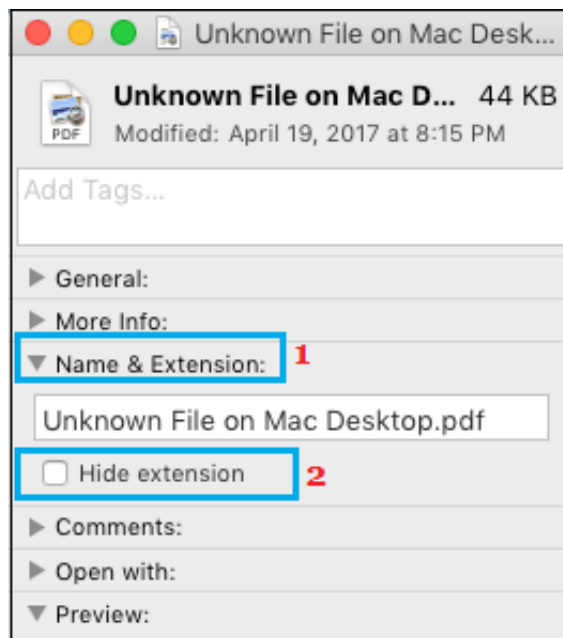 Unknown File on Mac Desk...
Unknown File on Mac D... 44 KB
PDF
Modified: April 19, 2017 at 8:15 PM
Add Tags...
General:
More Info:
Name & Extension: 1
Unknown File on Mac Desktop.pdf
Hide extension 2
Comments:
Open with:
Preview: